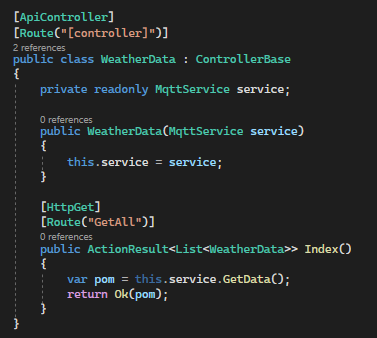 [ApiController]
[Route("[controller]")]
2 references
public class WeatherData : ControllerBase
{
    private readonly MqttService service;

    0 references
    public WeatherData(MqttService service)
    {
        this.service = service;
    }

    [HttpGet]
    [Route("GetAll")]
    0 references
    public ActionResult<List<WeatherData>> Index()
    {
        var pom = this.service.GetData();
        return Ok(pom);
    }
}